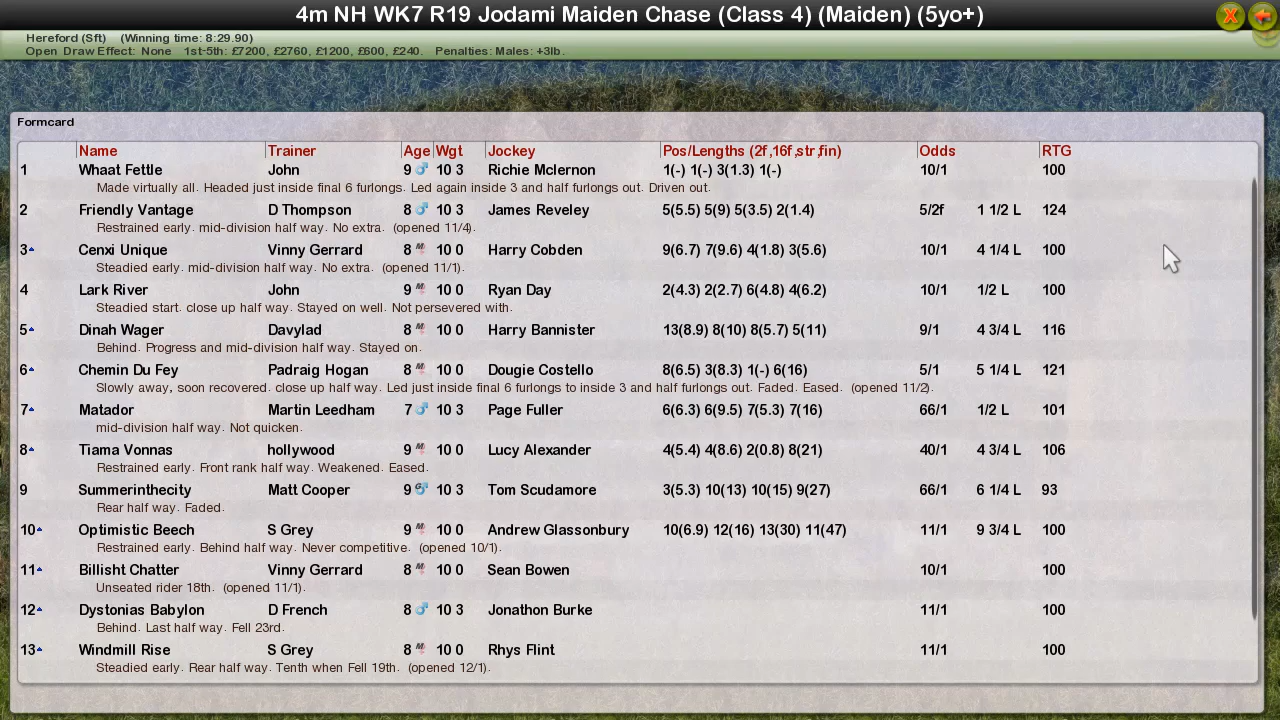 4m NH WK7 R19 Jodami Maiden Chase (Class 4) (Maiden) (5yo+)
X
Hereford (Sft) (Winning time: 8:29.90)
Open Draw Effect: None 1st-5th: £7200, £2760, £1200, £600, £240. Penalties: Males: +3lb.
Formcard
Name Trainer Age Wgt Jockey Pos/Lengths (2f,16f,str,fin) Odds RTG
1 Whaat Fettle John 9 10 3 Richie Mclernon 1(-) 1(-) 3(1.3) 1(-) 10/1 100
Made virtually all. Headed just inside final 6 furlongs. Led again inside 3 and half furlongs out. Driven out.
2 Friendly Vantage D Thompson 8 10 3 James Reveley 5(5.5) 5(9) 5(3.5) 2(1.4) 5/2f 1 1/2 L 124
Restrained early. mid-division half way. No extra. (opened 11/4).
3 Cenxi Unique Vinny Gerrard 8 10 0 Harry Cobden 9(6.7) 7(9.6) 4(1.8) 3(5.6) 10/1 4 1/4 L 100
Steadied early. mid-division half way. No extra. (opened 11/1).
4 Lark River John 9 10 0 Ryan Day 2(4.3) 2(2.7) 6(4.8) 4(6.2) 10/1 1/2 L 100
Steadied start. close up half way. Stayed on well. Not persevered with.
5 Dinah Wager Davylad 8 10 0 Harry Bannister 13(8.9) 8(10) 8(5.7) 5(11) 9/1 4 3/4 L 116
Behind. Progress and mid-division half way. Stayed on.
6 Chemin Du Fey Padraig Hogan 8 10 0 Dougie Costello 8(6.5) 3(8.3) 1(-) 6(16) 5/1 5 1/4 L 121
Slowly away, soon recovered. close up half way. Led just inside final 6 furlongs to inside 3 and half furlongs out. Faded. Eased. (opened 11/2).
7 Matador Martin Leedham 7 10 3 Page Fuller 6(6.3) 6(9.5) 7(5.3) 7(16) 66/1 1/2 L 101
mid-division half way. Not quicken.
8 Tiama Vonnas hollywood 9 10 0 Lucy Alexander 4(5.4) 4(8.6) 2(0.8) 8(21) 40/1 4 3/4 L 106
Restrained early. Front rank half way. Weakened. Eased.
9 Summerinthecity Matt Cooper 9 10 3 Tom Scudamore 3(5.3) 10(13) 10(15) 9(27) 66/1 6 1/4 L 93
Rear half way. Faded.
10 Optimistic Beech S Grey 9 10 0 Andrew Glassonbury 10(6.9) 12(16) 13(30) 11(47) 11/1 9 3/4 L 100
Restrained early. Behind half way. Never competitive. (opened 10/1).
11 Billisht Chatter Vinny Gerrard 8 10 0 Sean Bowen 10/1 100
Unseated rider 18th. (opened 11/1).
12 Dystonias Babylon D French 8 10 3 Jonathon Burke 11/1 100
Behind. Last half way. Fell 23rd.
13 Windmill Rise S Grey 8 10 0 Rhys Flint 11/1 100
Steadied early. Rear half way. Tenth when Fell 19th. (opened 12/1).